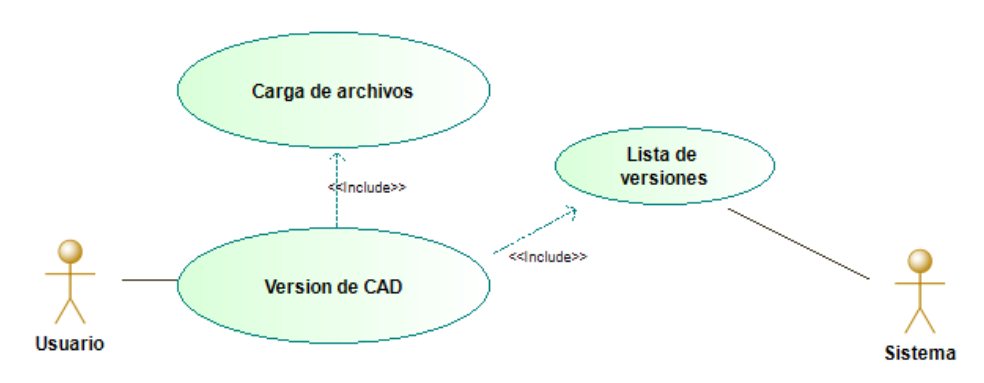 Carga de archivos
<<Include>>
Lista de
versiones
<<Include>>
Version de CAD
Usuario
Sistema